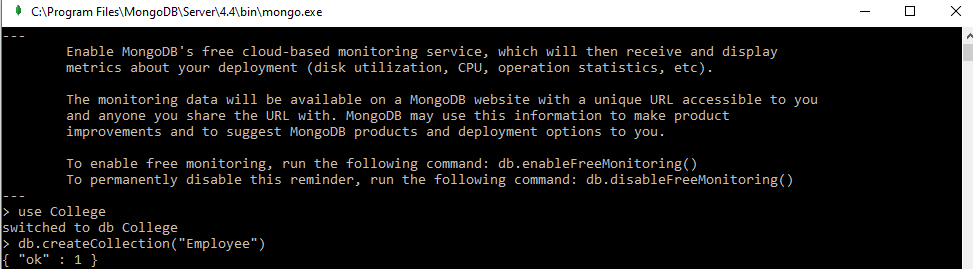 C:\Program Files\MongoDB\Server\4.4\bin\mongo.exe
---
Enable MongoDB's free cloud-based monitoring service, which will then receive and display
metrics about your deployment (disk utilization, CPU, operation statistics, etc).
The monitoring data will be available on a MongoDB website with a unique URL accessible to you
and anyone you share the URL with. MongoDB may use this information to make product
improvements and to suggest MongoDB products and deployment options to you.
To enable free monitoring, run the following command: db.enableFreeMonitoring()
To permanently disable this reminder, run the following command: db.disableFreeMonitoring()
---
> use College
switched to db College
> db.createCollection("Employee")
{ "ok" : 1 }